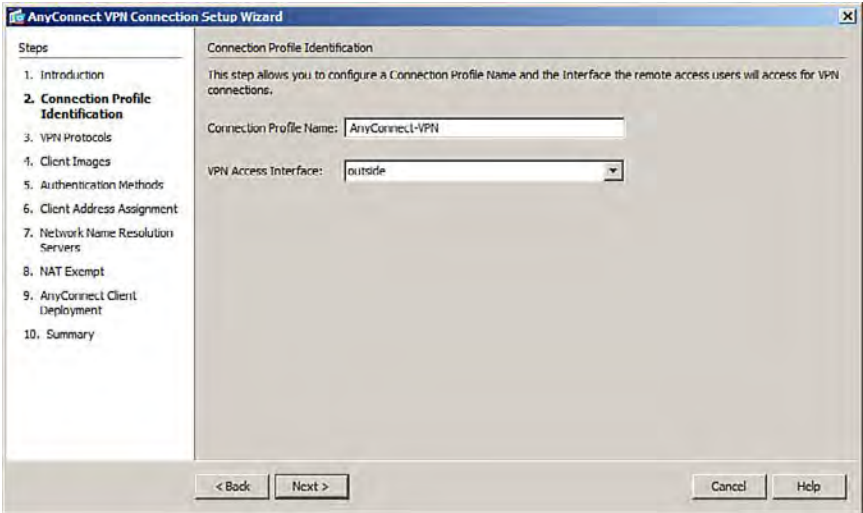 AnyConnect VPN Connection Setup Wizard
Steps
1. Introduction
2. Connection Profile
Identification
3. VPN Protocols
4. Client Images
5. Authentication Methods
6. Client Address Assignment
7. Network Name Resolution
Servers
8. NAT Exempt
9. AnyConnect Client
Deployment
10. Summary
Connection Profile Identification
This step allows you to configure a Connection Profile Name and the Interface the remote access users will access for VPN
connections.
Connection Profile Name: AnyConnect-VPN
VPN Access Interface: outside
< Back Next > Cancel Help